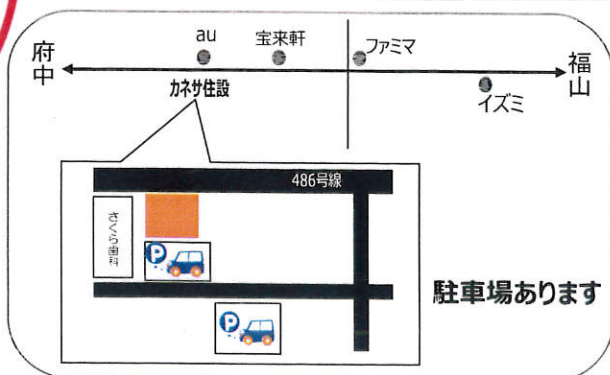 au
宝来軒
ファミマ
府中
福山
カネサ住設
イズミ
486号線
さくら歯科
P
P
駐車場あります